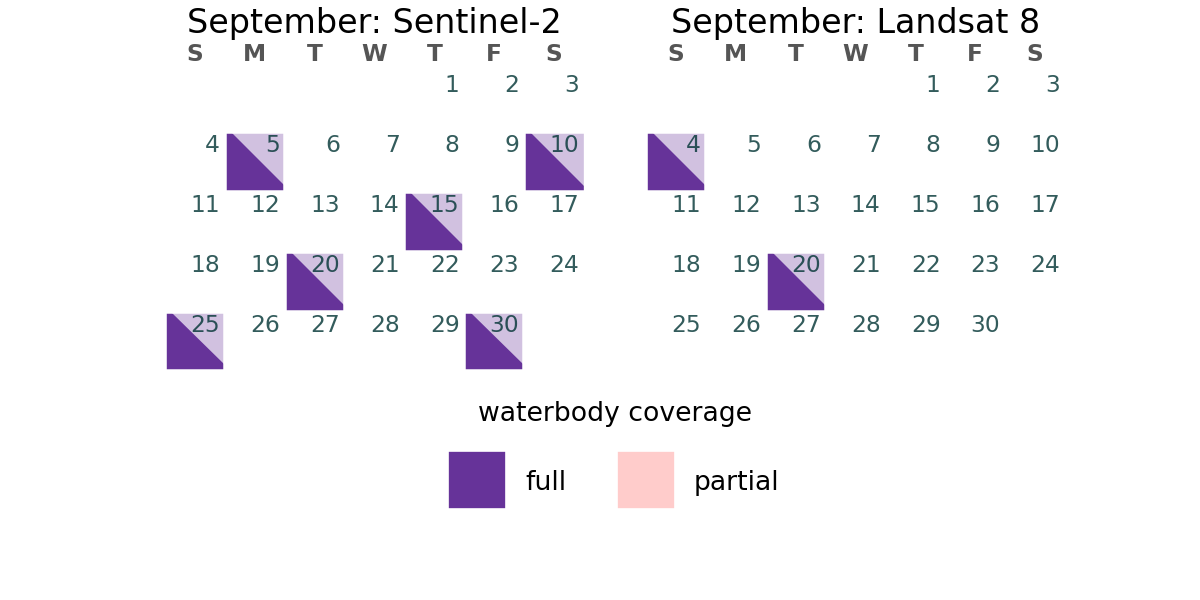 September: Sentinel-2
S M T W T F S
1 2 3
4 5 6 7 8 9 10
11 12 13 14 15 16 17
18 19 20 21 22 23 24
25 26 27 28 29 30
September: Landsat 8
S M T W T F S
1 2 3
4 5 6 7 8 9 10
11 12 13 14 15 16 17
18 19 20 21 22 23 24
25 26 27 28 29 30
waterbody coverage
full partial